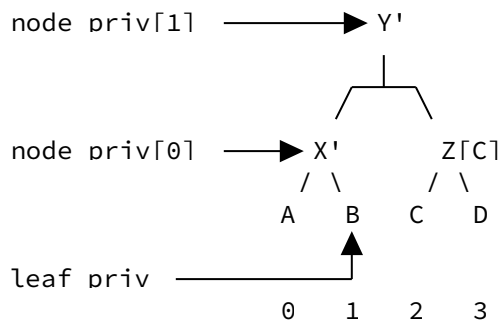 node priv[1] Y'
node priv[0] X' Z[C]
/ \ / \
A B C D
leaf priv
0 1 2 3